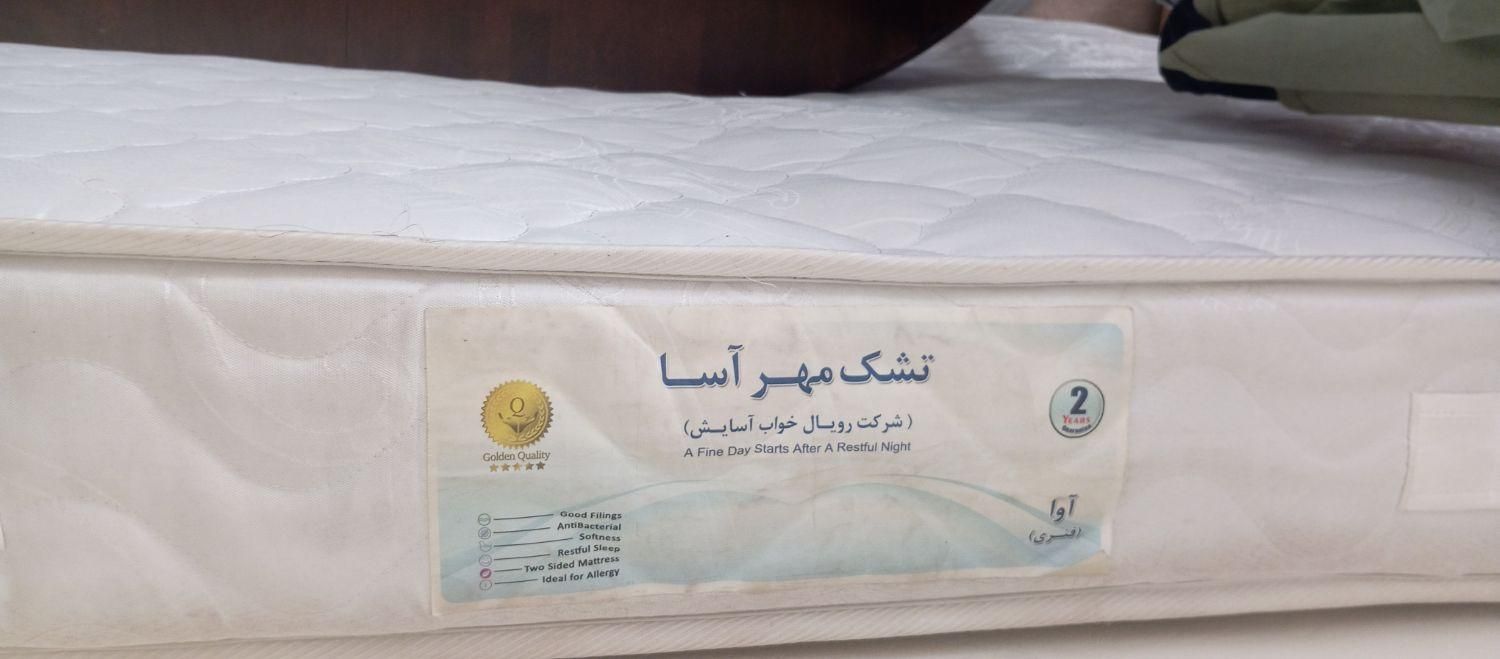 تشک مهر آسا
(شرکت رویال خواب آسایش)
A Fine Day Starts After A Restful Night
Q
Golden Quality
2
YEARS
Guarantee
Good Filings
AntiBacterial
Softness
Restful Sleep
Two Sided Mattress
Ideal for Allergy
آوا
(فنری)